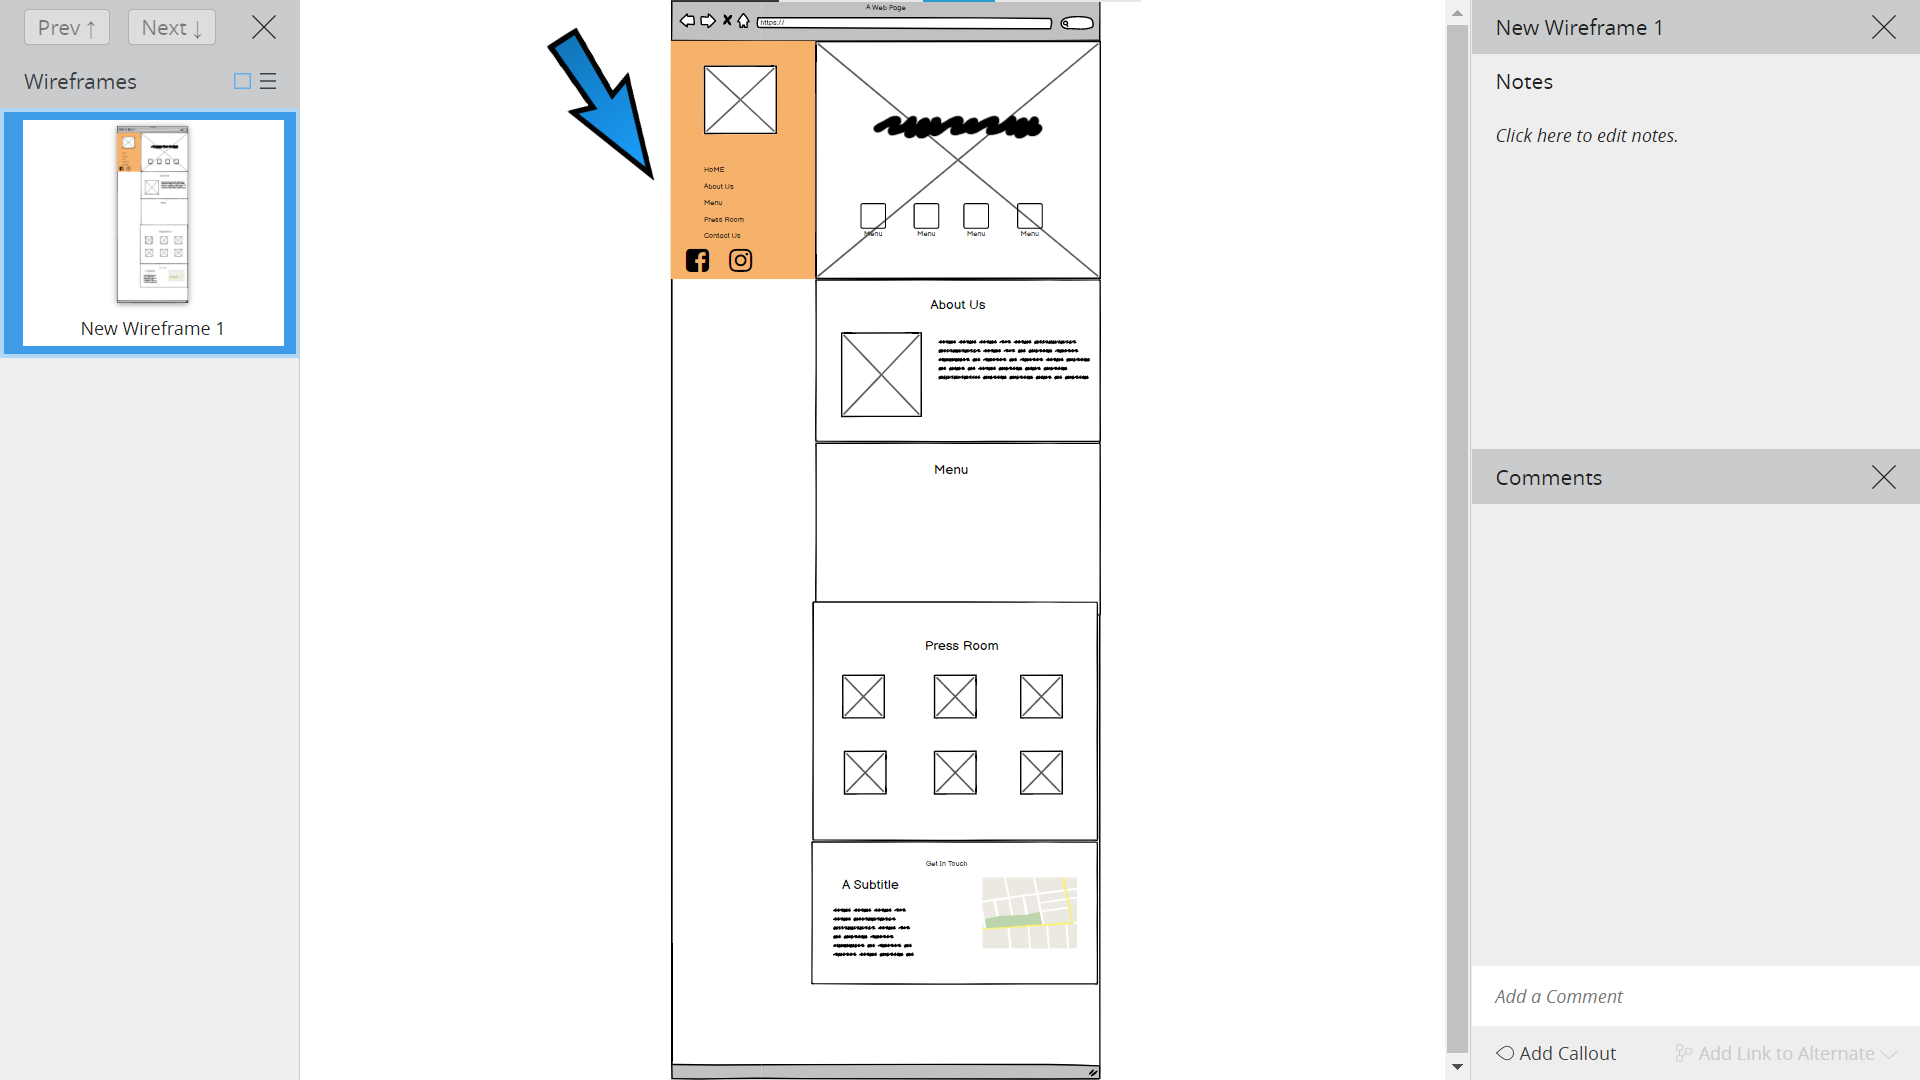 Prev ↑ Next ↓
Wireframes
New Wireframe 1
A Web Page
https://
HoME
About Us
Menu
Press Room
Contact Us
Menu Menu Menu Menu
About Us
Menu
Press Room
Get In Touch
A Subtitle
New Wireframe 1
Notes
Click here to edit notes.
Comments
Add a Comment
Add Callout Add Link to Alternate